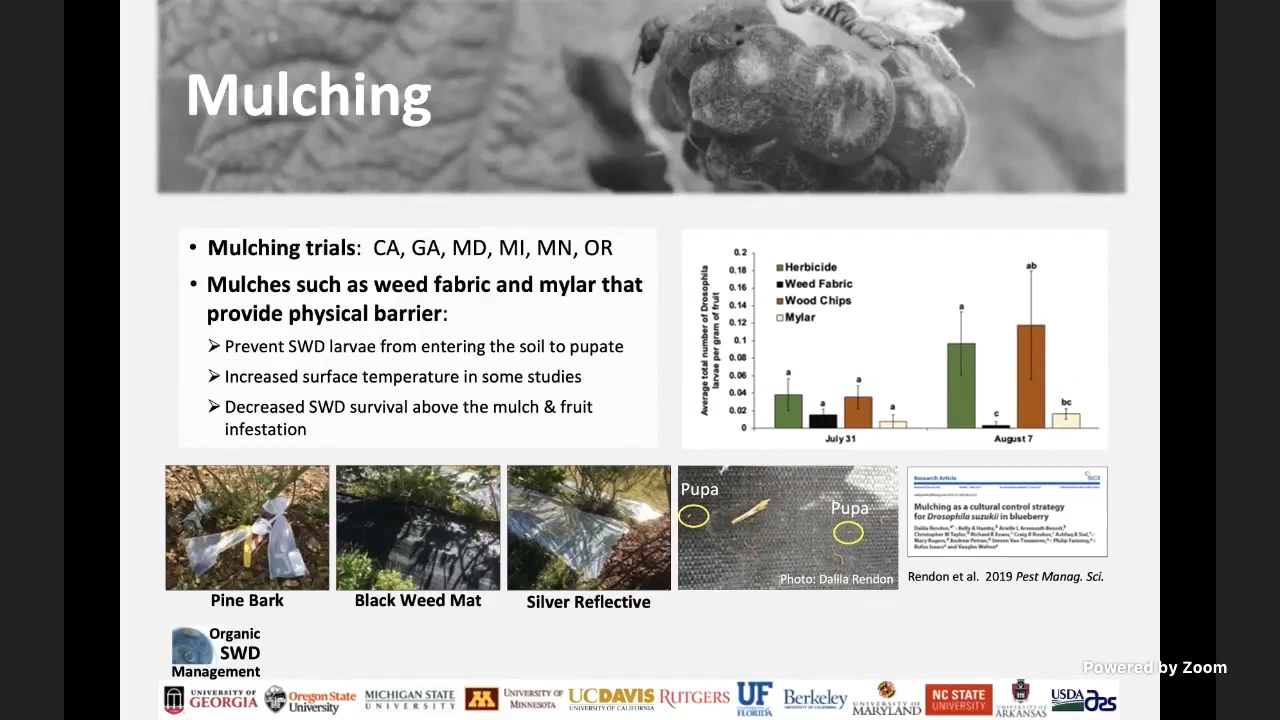 Mulching
• Mulching trials: CA, GA, MD, MI, MN, OR
• Mulches such as weed fabric and mylar that
provide physical barrier:
➢ Prevent SWD larvae from entering the soil to pupate
➢ Increased surface temperature in some studies
➢ Decreased SWD survival above the mulch & fruit
infestation
Average total number of Drosophila
larvae per gram of fruit
0.2
0.18
0.16
0.14
0.12
0.1
0.08
0.06
0.04
0.02
0
Herbicide
Weed Fabric
Wood Chips
Mylar
a
a
a
a
a
c
ab
bc
July 31
August 7
Pine Bark
Black Weed Mat
Silver Reflective
Pupa
Pupa
Photo: Dalila Rendon
Research Article
Mulching as a cultural control strategy
for Drosophila suzukii in blueberry
Rendon et al. 2019 Pest Manag. Sci.
Organic
SWD
Management
Powered by Zoom
UNIVERSITY OF
GEORGIA
Oregon State
University
MICHIGAN STATE
UNIVERSITY
UNIVERSITY OF
MINNESOTA
UCDAVIS
UNIVERSITY OF CALIFORNIA
RUTGERS
UF
UNIVERSITY of
FLORIDA
Berkeley
UNIVERSITY OF CALIFORNIA
UNIVERSITY OF
MARYLAND
NC STATE
UNIVERSITY
UNIVERSITY OF
ARKANSAS
USDA
ars